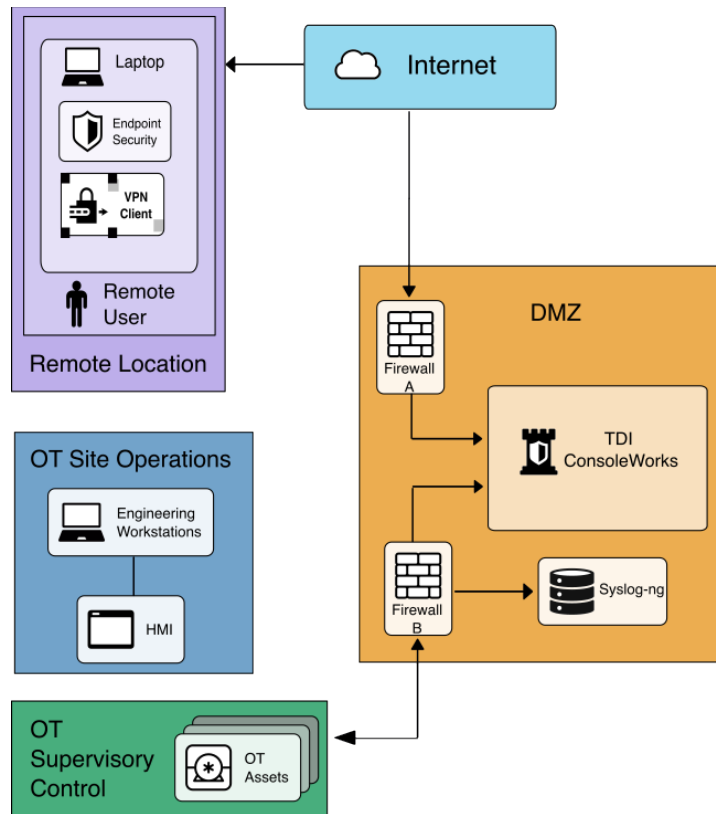 Laptop
Endpoint
Security
VPN
Client
Remote
User
Remote Location
Internet
DMZ
Firewall
A
TDI
ConsoleWorks
Firewall
B
Syslog-ng
OT Site Operations
Engineering
Workstations
HMI
OT
Supervisory
Control
OT
Assets